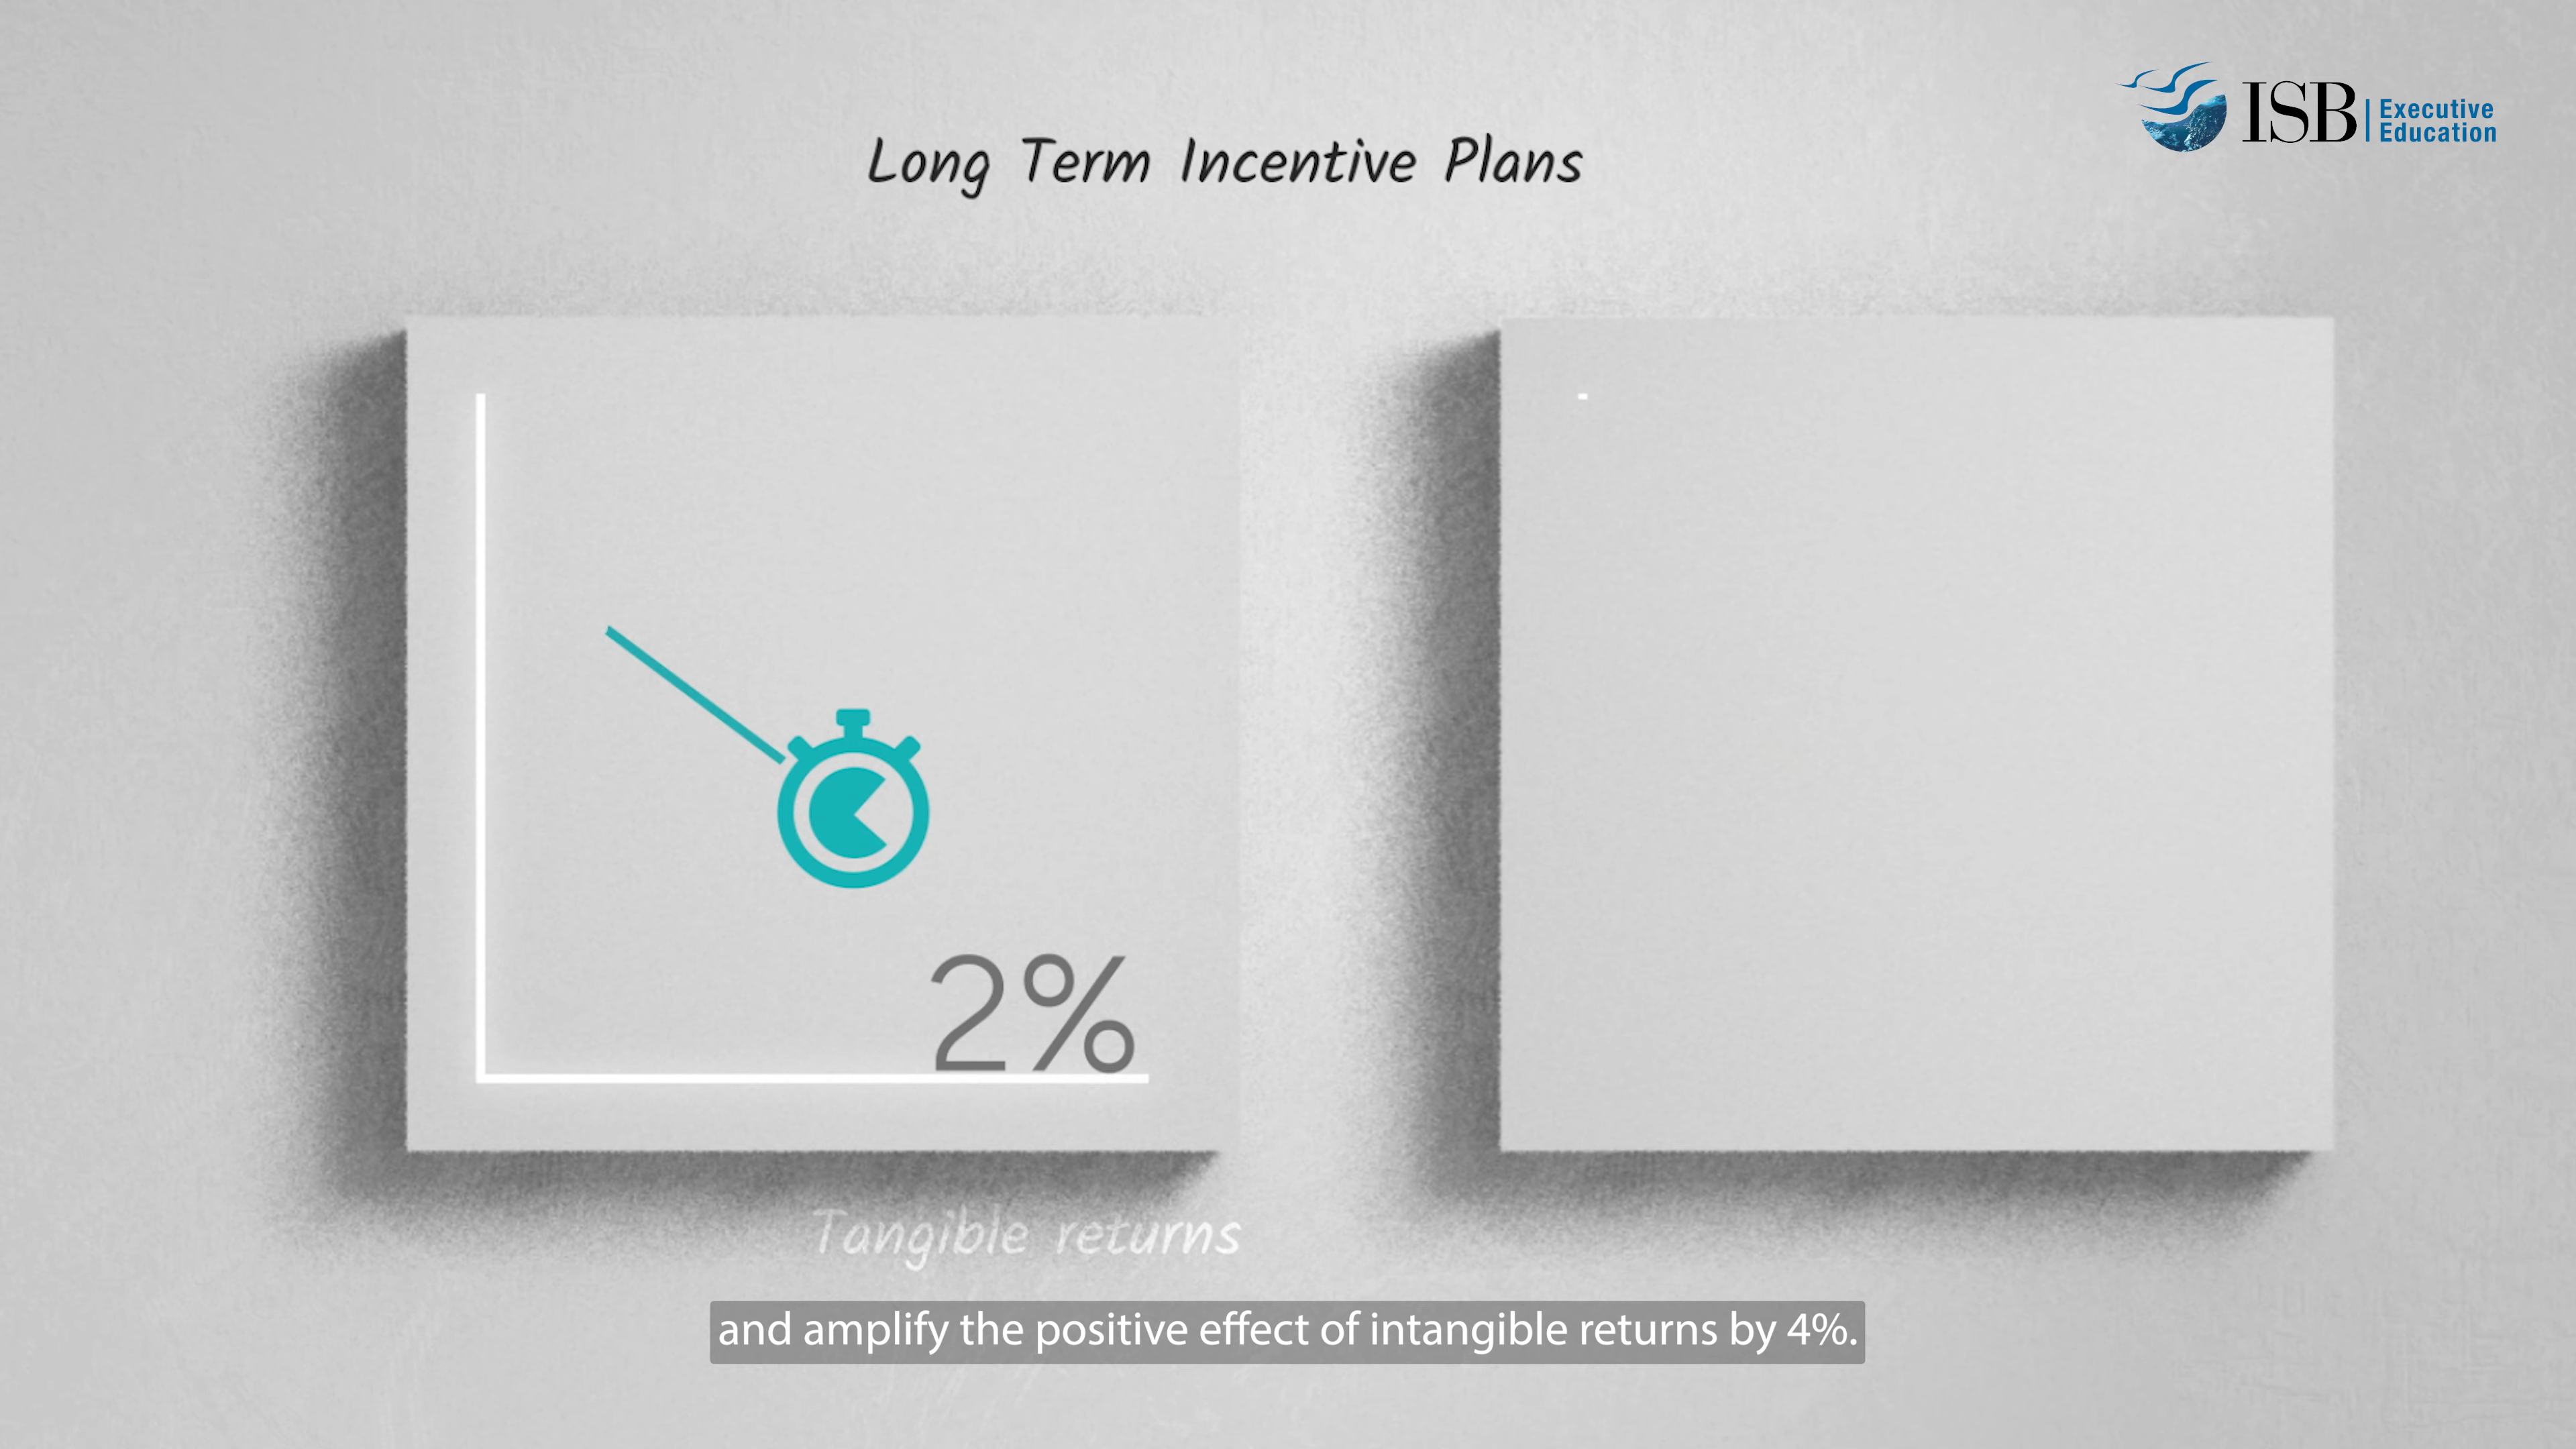 ISB
Executive
Education
Long Term Incentive Plans
2%
Tangible returns
and amplify the positive effect of intangible returns by 4%.